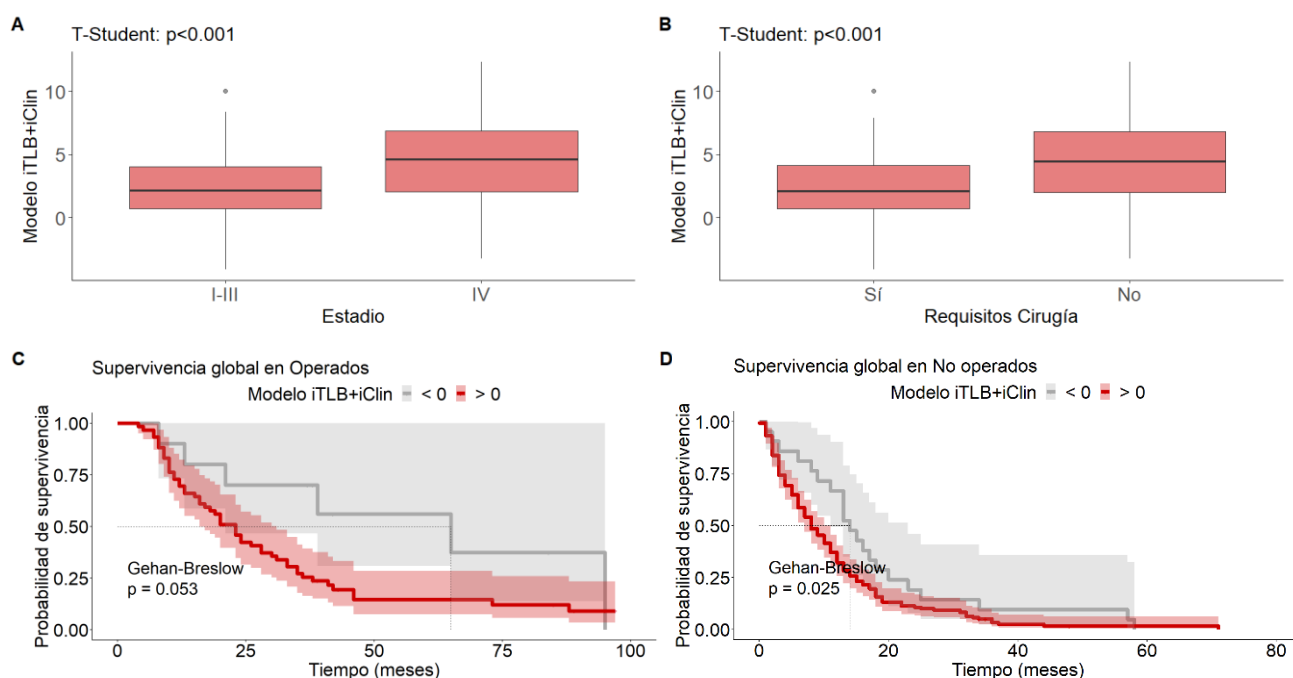 A
T-Student: p<0.001
Modelo iTLB+iClin
10
5
0
I-III
IV
Estadio
B
T-Student: p<0.001
Modelo iTLB+iClin
10
5
0
Sí
No
Requisitos Cirugía
C
Supervivencia global en Operados
Modelo iTLB+iClin < 0 > 0
Probabilidad de supervivencia
1.00
0.75
0.50
0.25
0.00
Gehan-Breslow
p = 0.053
0 25 50 75 100
Tiempo (meses)
D
Supervivencia global en No operados
Modelo iTLB+iClin < 0 > 0
Probabilidad de supervivencia
1.00
0.75
0.50
0.25
0.00
Gehan-Breslow
p = 0.025
0 20 40 60 80
Tiempo (meses)